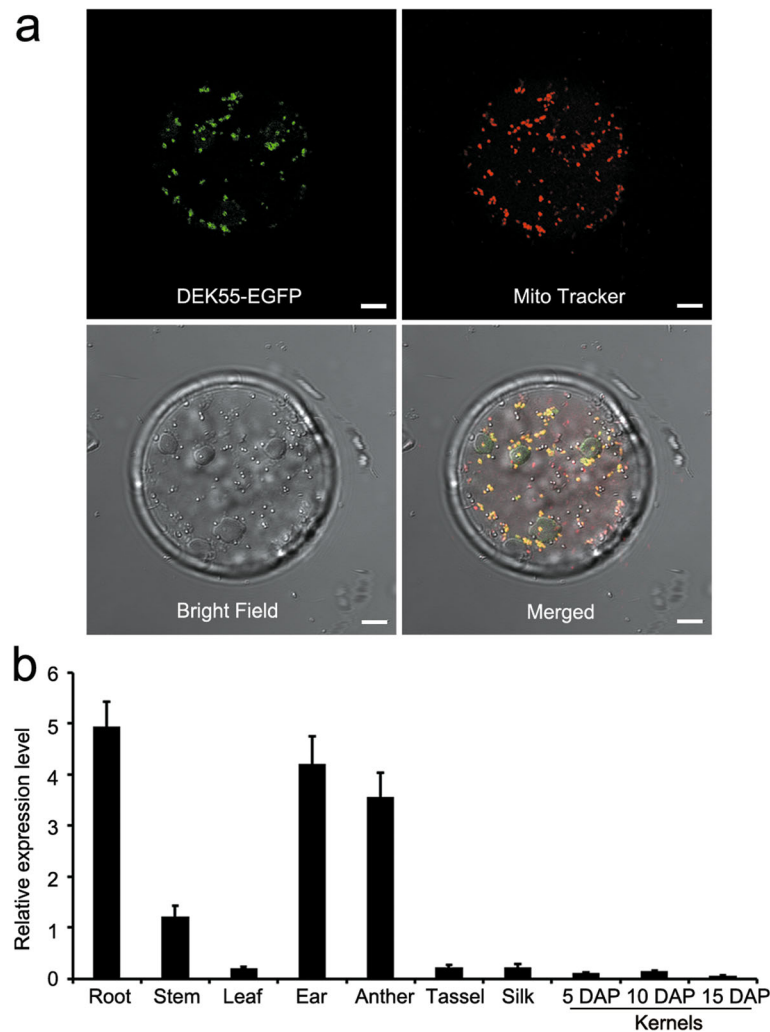 a
DEK55-EGFP
Mito Tracker
Bright Field
Merged
b
Relative expression level
6
5
4
3
2
1
0
Root Stem Leaf Ear Anther Tassel Silk 5 DAP 10 DAP 15 DAP
Kernels